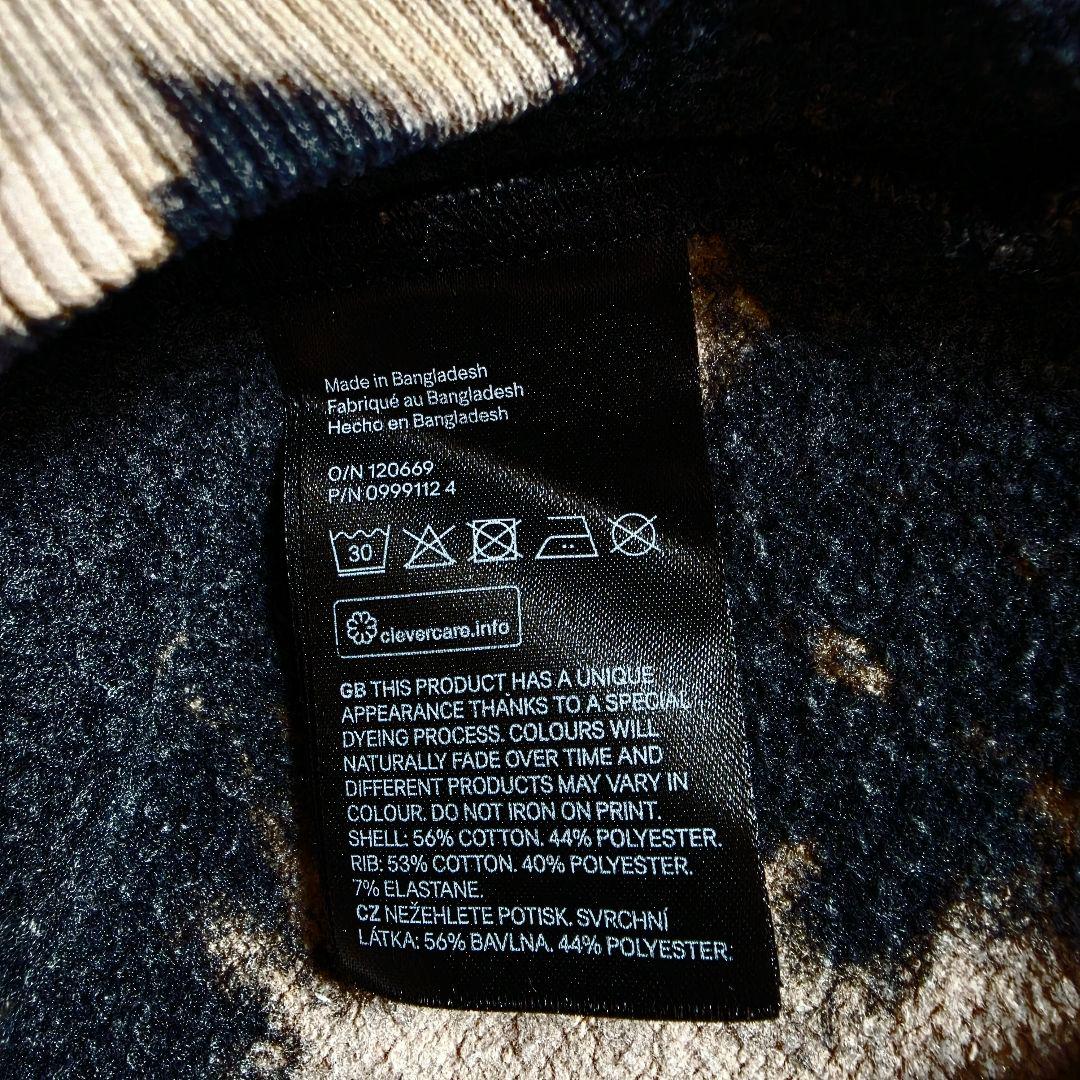 Made in Bangladesh
Fabriqué au Bangladesh
Hecho en Bangladesh
O/N 120669
P/N 0999112 4
30
clevercare.info
GB THIS PRODUCT HAS A UNIQUE
APPEARANCE THANKS TO A SPECIAL
DYEING PROCESS. COLOURS WILL
NATURALLY FADE OVER TIME AND
DIFFERENT PRODUCTS MAY VARY IN
COLOUR. DO NOT IRON ON PRINT.
SHELL: 56% COTTON. 44% POLYESTER.
RIB: 53% COTTON. 40% POLYESTER.
7% ELASTANE.
CZ NEŽEHLETE POTISK. SVRCHNÍ
LÁTKA: 56% BAVLNA. 44% POLYESTER.